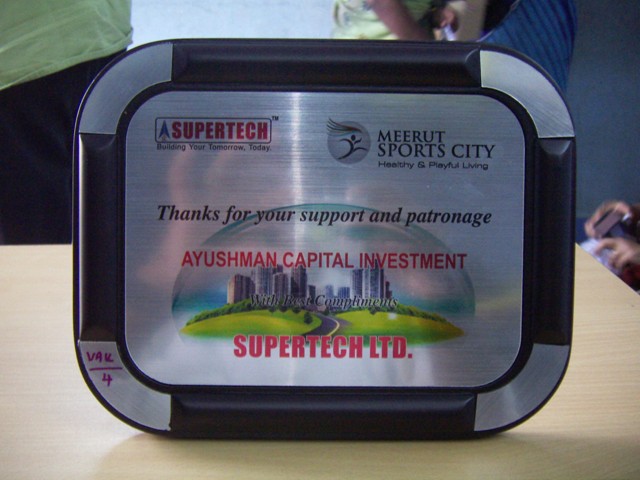 SUPERTECH™
Building Your Tomorrow, Today.
MEERUT
SPORTS CITY
Healthy & Playful Living
Thanks for your support and patronage
AYUSHMAN CAPITAL INVESTMENT
With Best Compliments
SUPERTECH LTD.
VAK
4